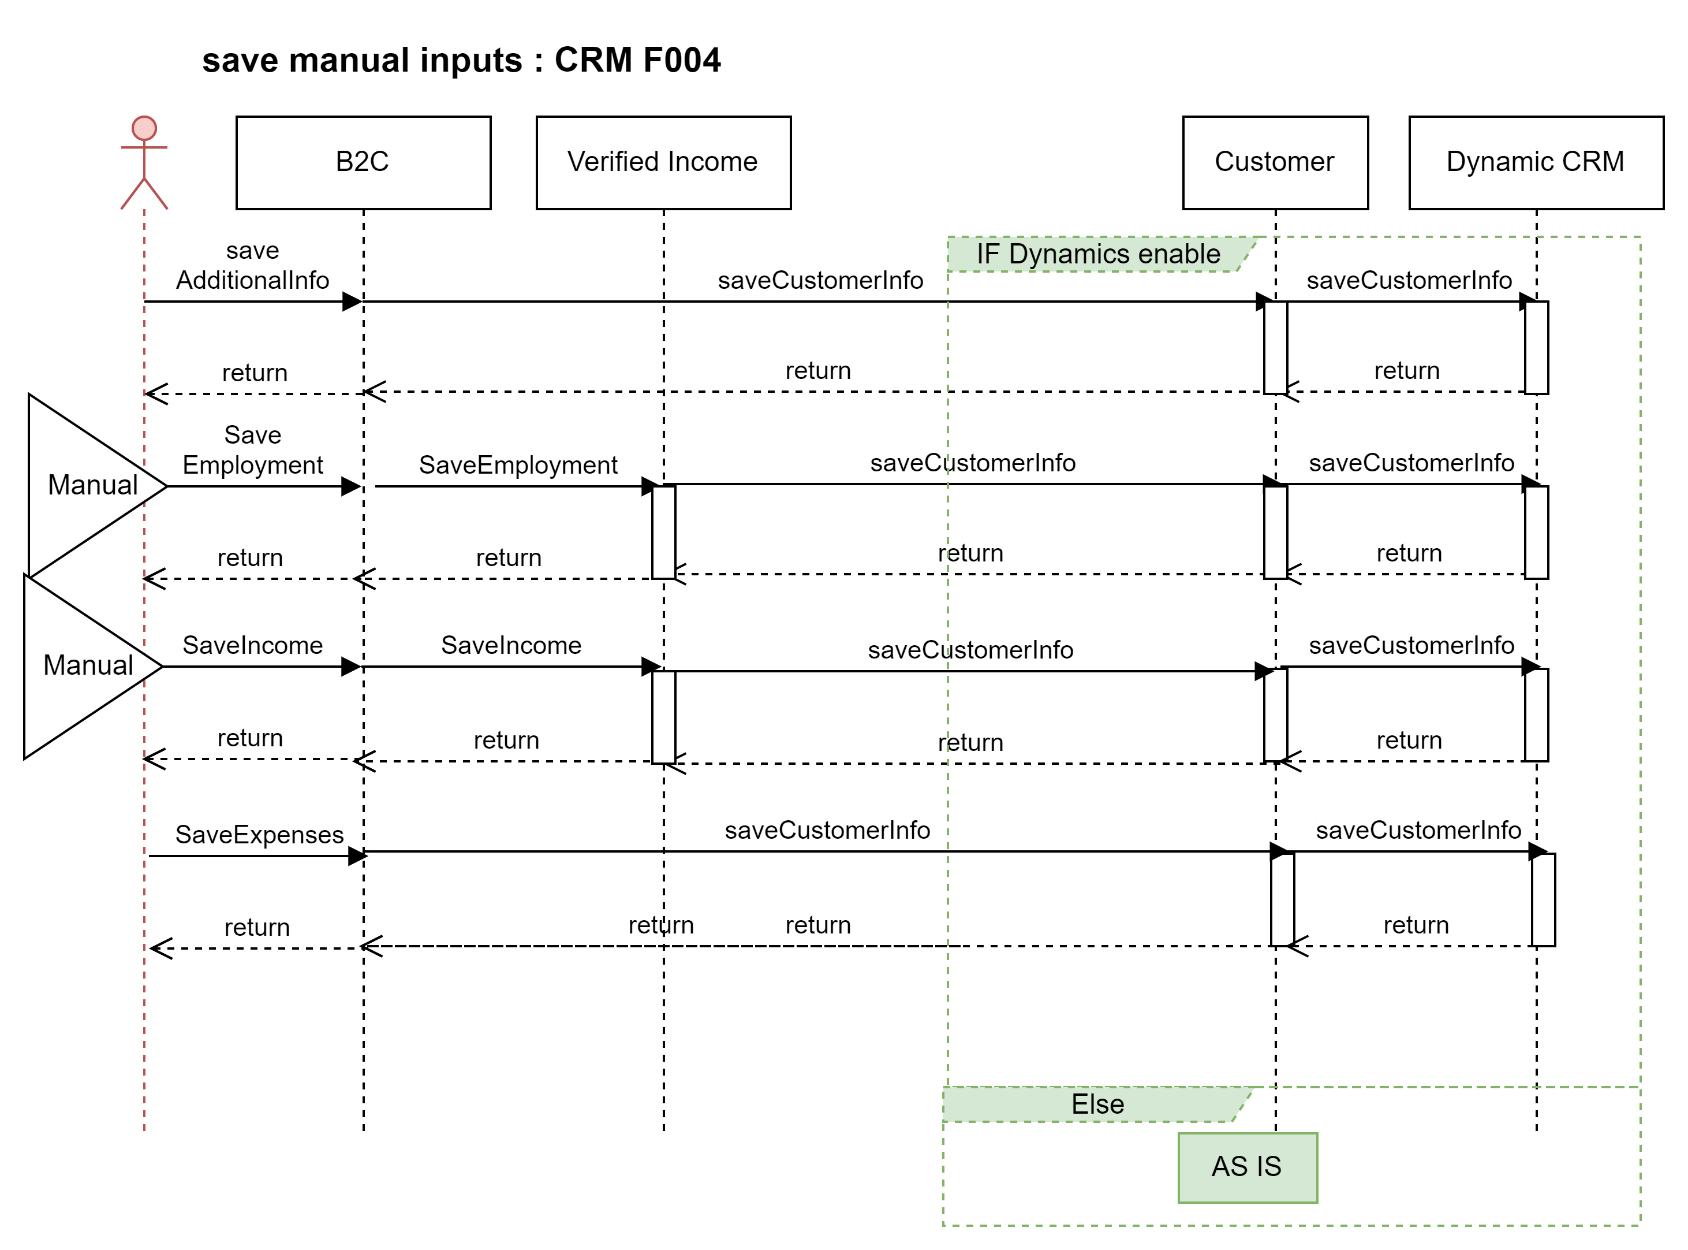 save manual inputs : CRM F004
B2C
Verified Income
Customer
Dynamic CRM
IF Dynamics enable
save
AdditionalInfo
saveCustomerInfo
saveCustomerInfo
return
return
return
Manual
Save
Employment
SaveEmployment
saveCustomerInfo
saveCustomerInfo
return
return
return
return
Manual
SaveIncome
SaveIncome
saveCustomerInfo
saveCustomerInfo
return
return
return
return
SaveExpenses
saveCustomerInfo
saveCustomerInfo
return
return
return
return
Else
AS IS